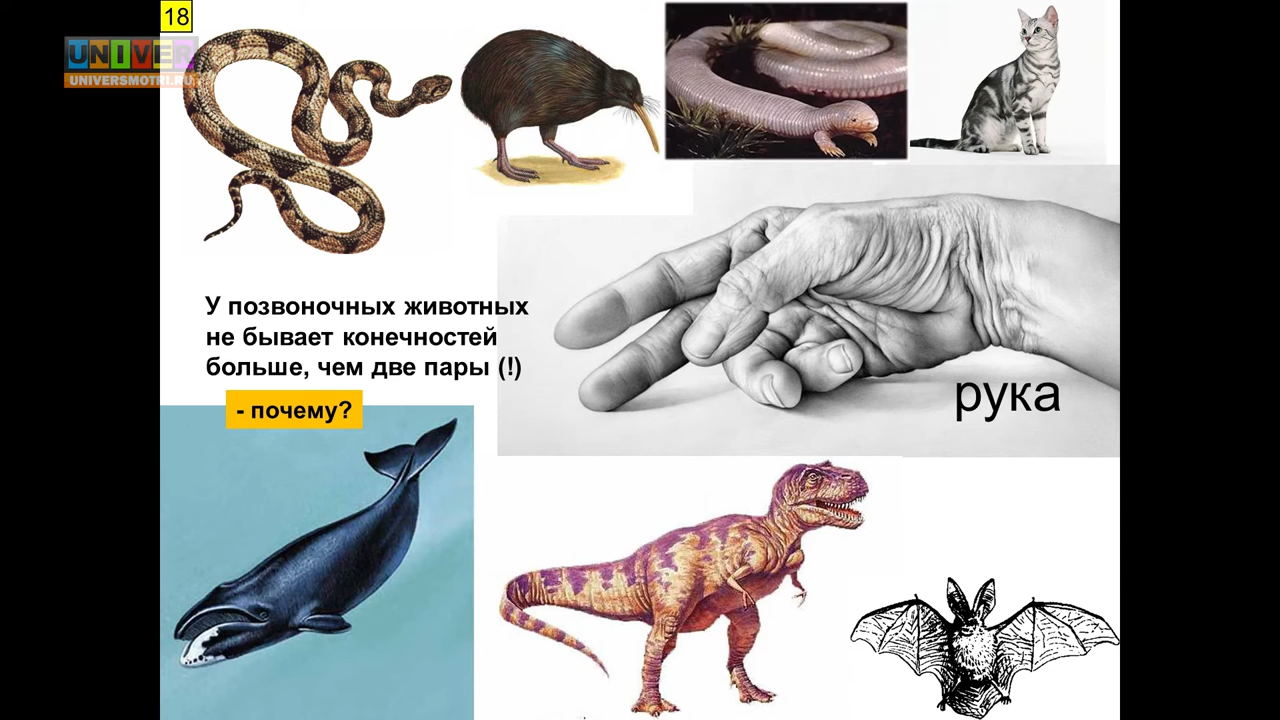 18
UNIVER
UNIVERSMOTRI.RU
У позвоночных животных
не бывает конечностей
больше, чем две пары (!)
- почему?
рука